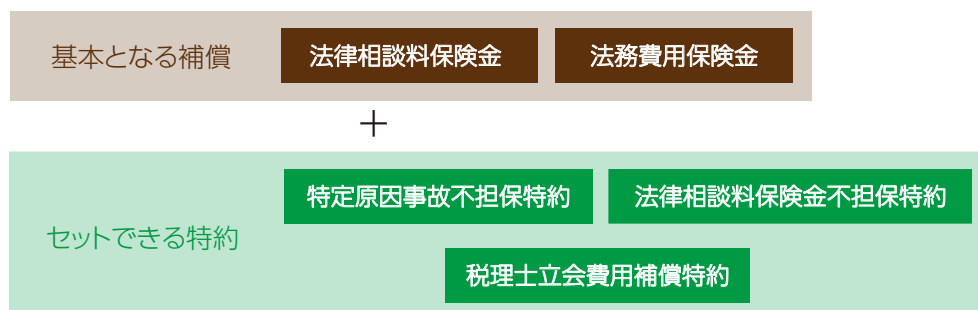 基本となる補償
法律相談料保険金
法務費用保険金
＋
セットできる特約
特定原因事故不担保特約
法律相談料保険金不担保特約
税理士立会費用補償特約